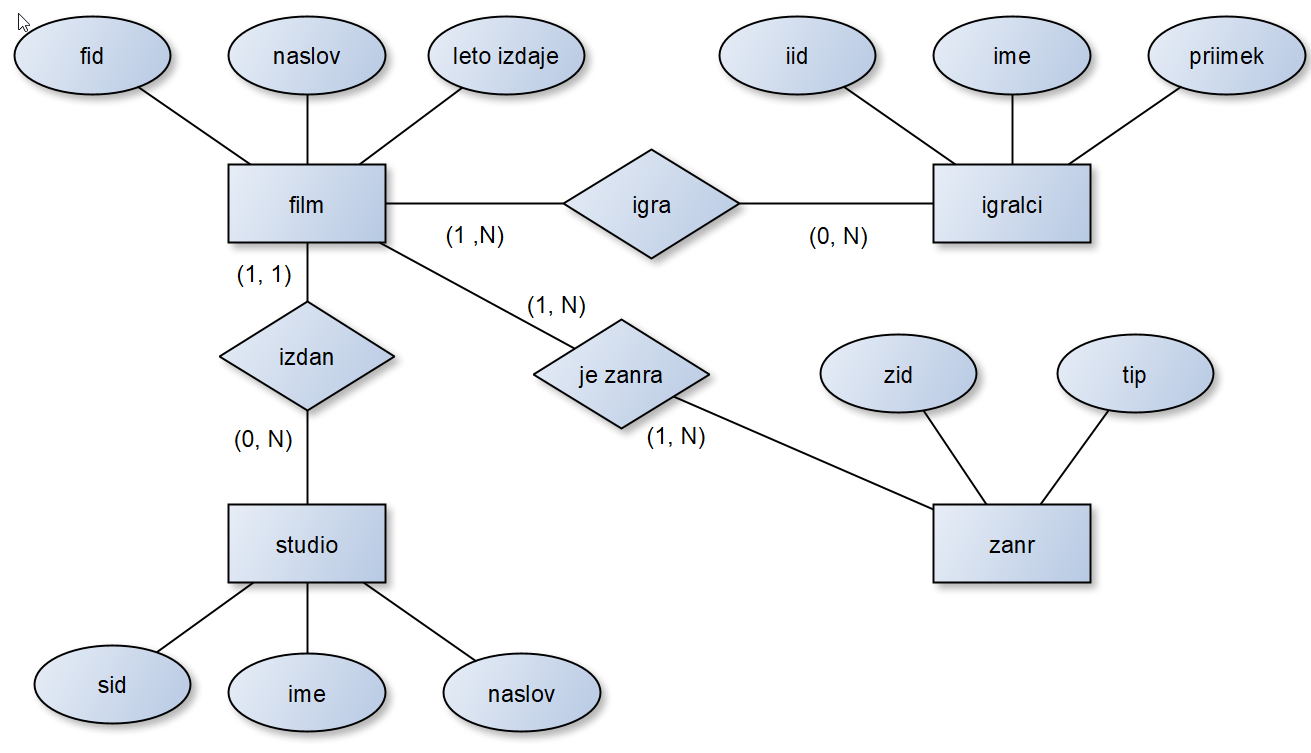 fid
naslov
leto izdaje
iid
ime
priimek
film
igra
igralci
(1 ,N)
(0, N)
(1, 1)
(1, N)
izdan
je zanra
zid
tip
(0, N)
(1, N)
studio
zanr
sid
ime
naslov